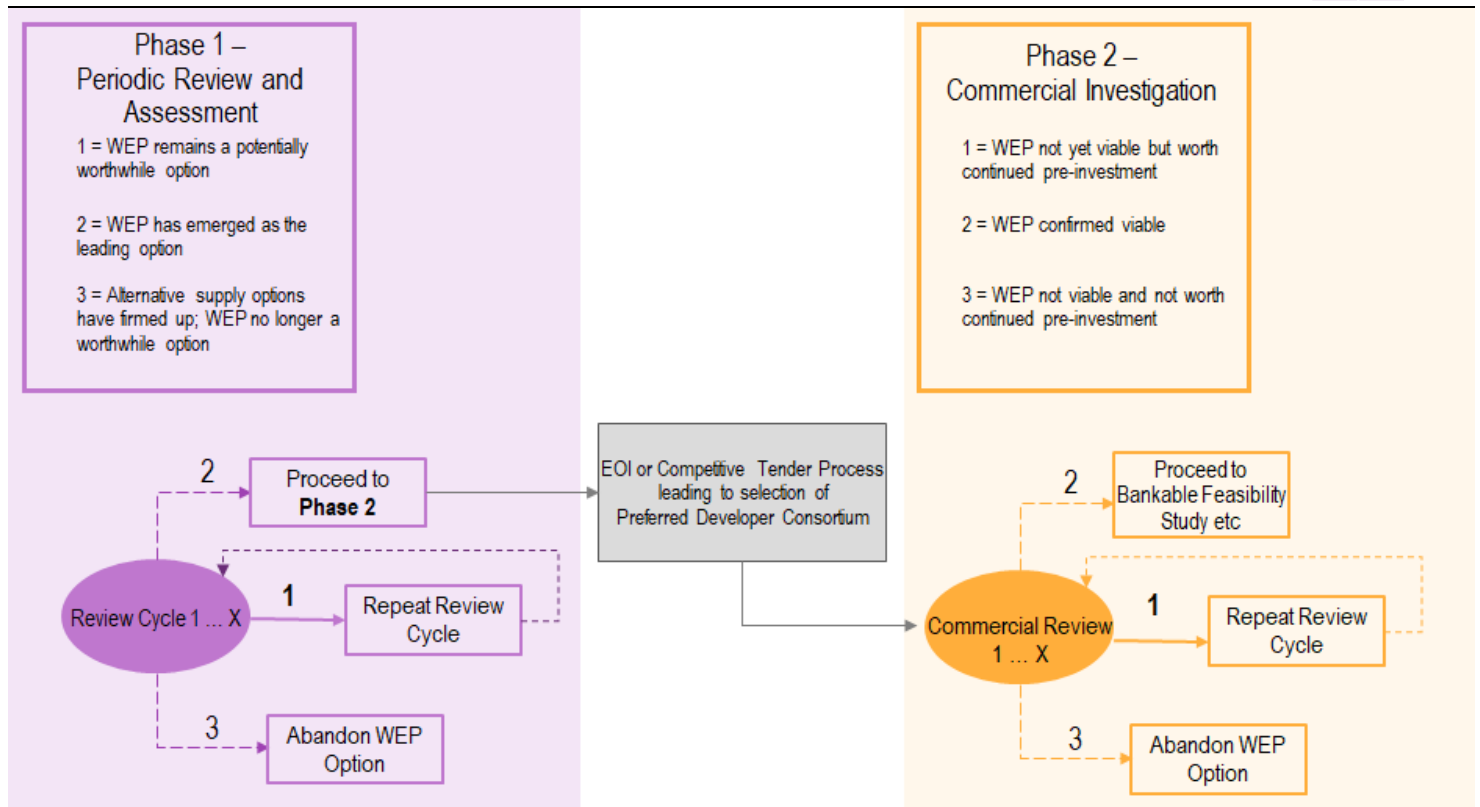 Phase 1 –
Periodic Review and
Assessment
1 = WEP remains a potentially
worthwhile option
2 = WEP has emerged as the
leading option
3 = Alternative supply options
have firmed up; WEP no longer a
worthwhile option
2
Proceed to
Phase 2
Review Cycle 1 ... X
1
Repeat Review
Cycle
3
Abandon WEP
Option
EOI or Competitive Tender Process
leading to selection of
Preferred Developer Consortium
Phase 2 –
Commercial Investigation
1 = WEP not yet viable but worth
continued pre-investment
2 = WEP confirmed viable
3 = WEP not viable and not worth
continued pre-investment
2
Proceed to
Bankable Feasibility
Study etc
Commercial Review
1 ... X
1
Repeat Review
Cycle
3
Abandon WEP
Option